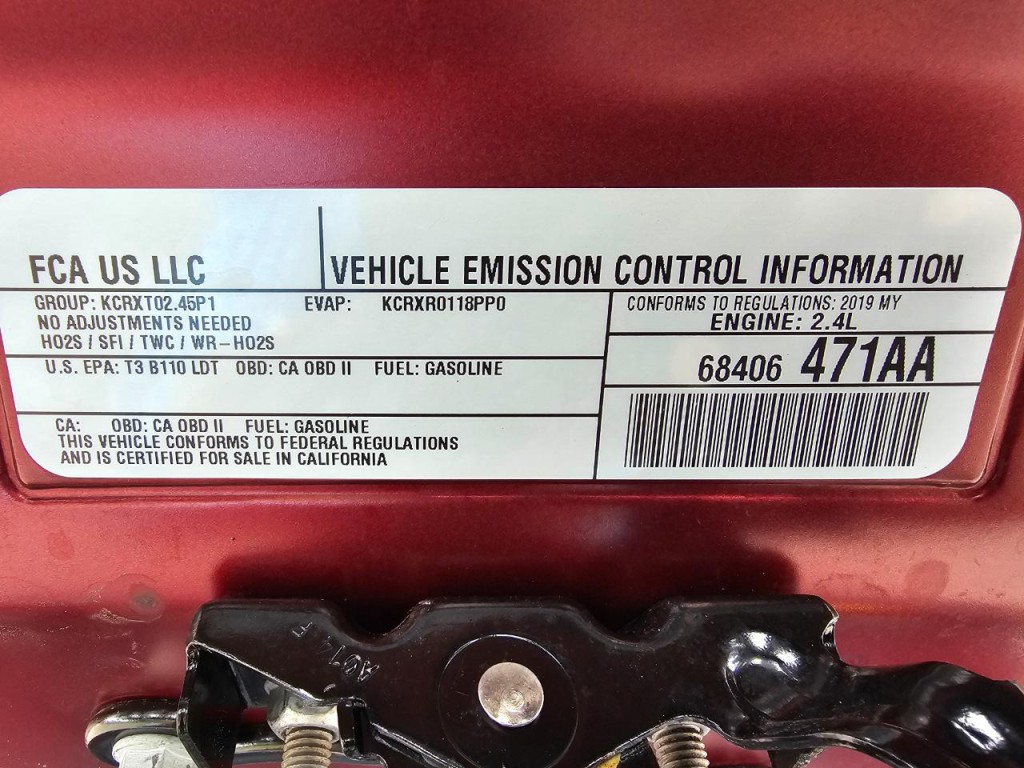 FCA US LLC
VEHICLE EMISSION CONTROL INFORMATION
GROUP: KCRXT02.45P1 EVAP: KCRXR0118PP0
NO ADJUSTMENTS NEEDED
HO2S / SFI / TWC / WR-HO2S
U.S. EPA: T3 B110 LDT OBD: CA OBD II FUEL: GASOLINE
CA: OBD: CA OBD II FUEL: GASOLINE
THIS VEHICLE CONFORMS TO FEDERAL REGULATIONS
AND IS CERTIFIED FOR SALE IN CALIFORNIA
CONFORMS TO REGULATIONS: 2019 MY
ENGINE: 2.4L
68406 471AA